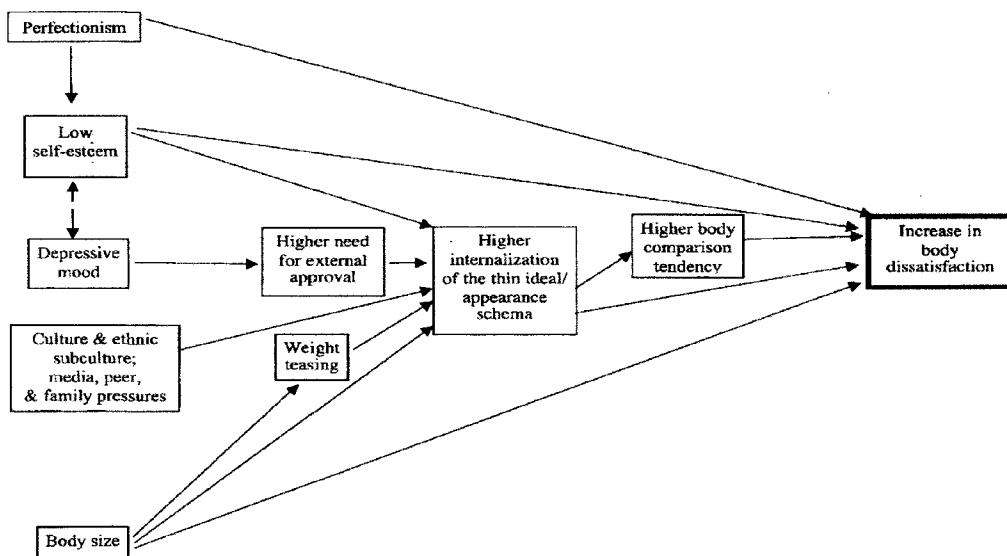 Perfectionism
Low
self-esteem
Depressive
mood
Higher need
for external
approval
Higher
internalization
of the thin ideal/
appearance
schema
Higher body
comparison
tendency
Increase in
body
dissatisfaction
Culture & ethnic
subculture;
media, peer,
& family pressures
Weight
teasing
Body size